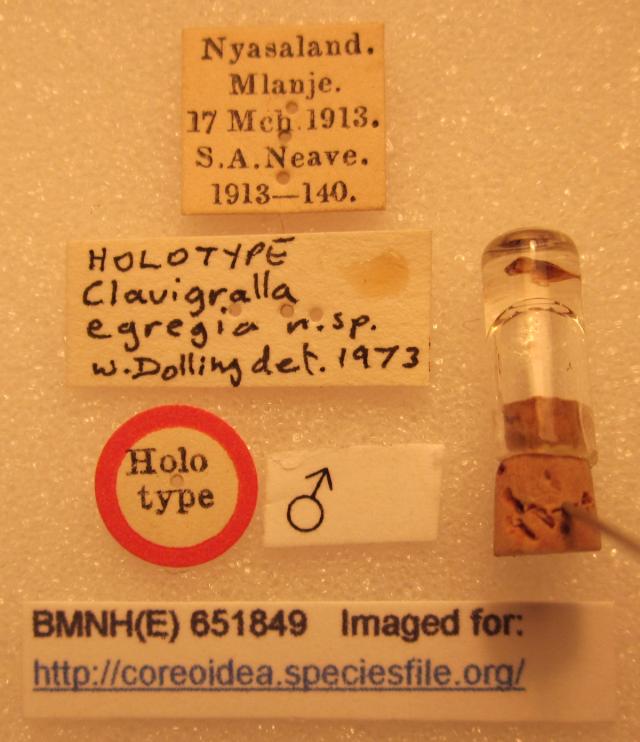 Nyasaland.
Mlanje.
17 Mch 1913.
S.A.Neave.
1913—140.
HOLOTYPE
Clavigralla
egregia n.sp.
W.Dolling det. 1973
Holo
type
♂
BMNH(E) 651849 Imaged for:
http://coreoidea.speciesfile.org/